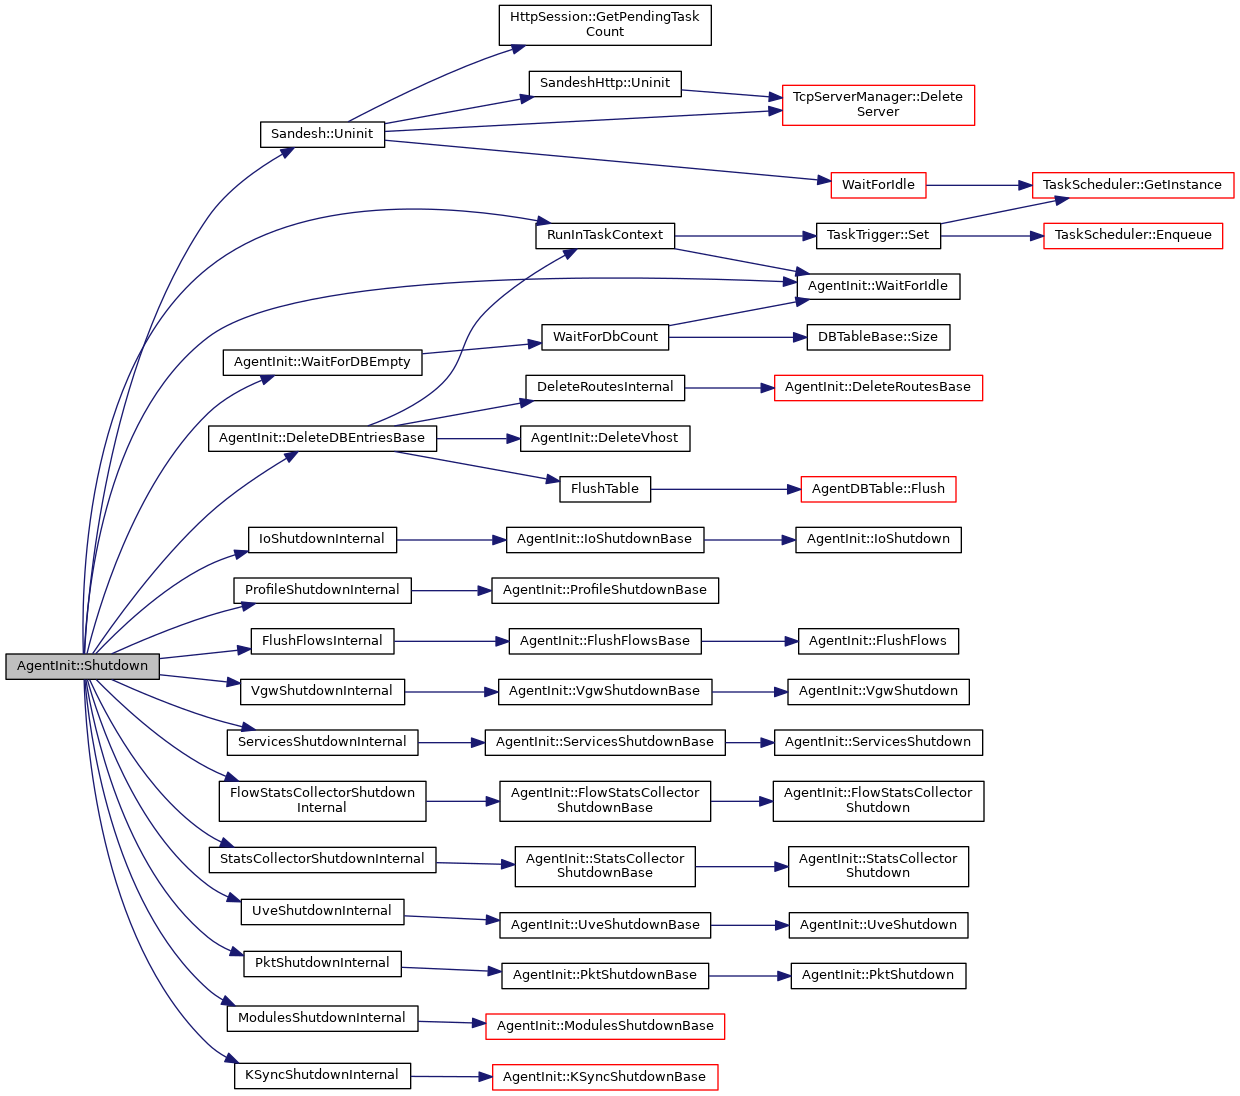 HttpSession::GetPendingTask
Count
SandeshHttp::Uninit
TcpServerManager::Delete
Server
Sandesh::Uninit
WaitForIdle
TaskScheduler::GetInstance
RunInTaskContext
TaskTrigger::Set
TaskScheduler::Enqueue
AgentInit::WaitForIdle
WaitForDbCount
DBTableBase::Size
AgentInit::WaitForDBEmpty
DeleteRoutesInternal
AgentInit::DeleteRoutesBase
AgentInit::DeleteDBEntriesBase
AgentInit::DeleteVhost
FlushTable
AgentDBTable::Flush
IoShutdownInternal
AgentInit::IoShutdownBase
AgentInit::IoShutdown
ProfileShutdownInternal
AgentInit::ProfileShutdownBase
FlushFlowsInternal
AgentInit::FlushFlowsBase
AgentInit::FlushFlows
AgentInit::Shutdown
VgwShutdownInternal
AgentInit::VgwShutdownBase
AgentInit::VgwShutdown
ServicesShutdownInternal
AgentInit::ServicesShutdownBase
AgentInit::ServicesShutdown
FlowStatsCollectorShutdown
Internal
AgentInit::FlowStatsCollector
ShutdownBase
AgentInit::FlowStatsCollector
Shutdown
StatsCollectorShutdownInternal
AgentInit::StatsCollector
ShutdownBase
AgentInit::StatsCollector
Shutdown
UveShutdownInternal
AgentInit::UveShutdownBase
AgentInit::UveShutdown
PktShutdownInternal
AgentInit::PktShutdownBase
AgentInit::PktShutdown
ModulesShutdownInternal
AgentInit::ModulesShutdownBase
KSyncShutdownInternal
AgentInit::KSyncShutdownBase